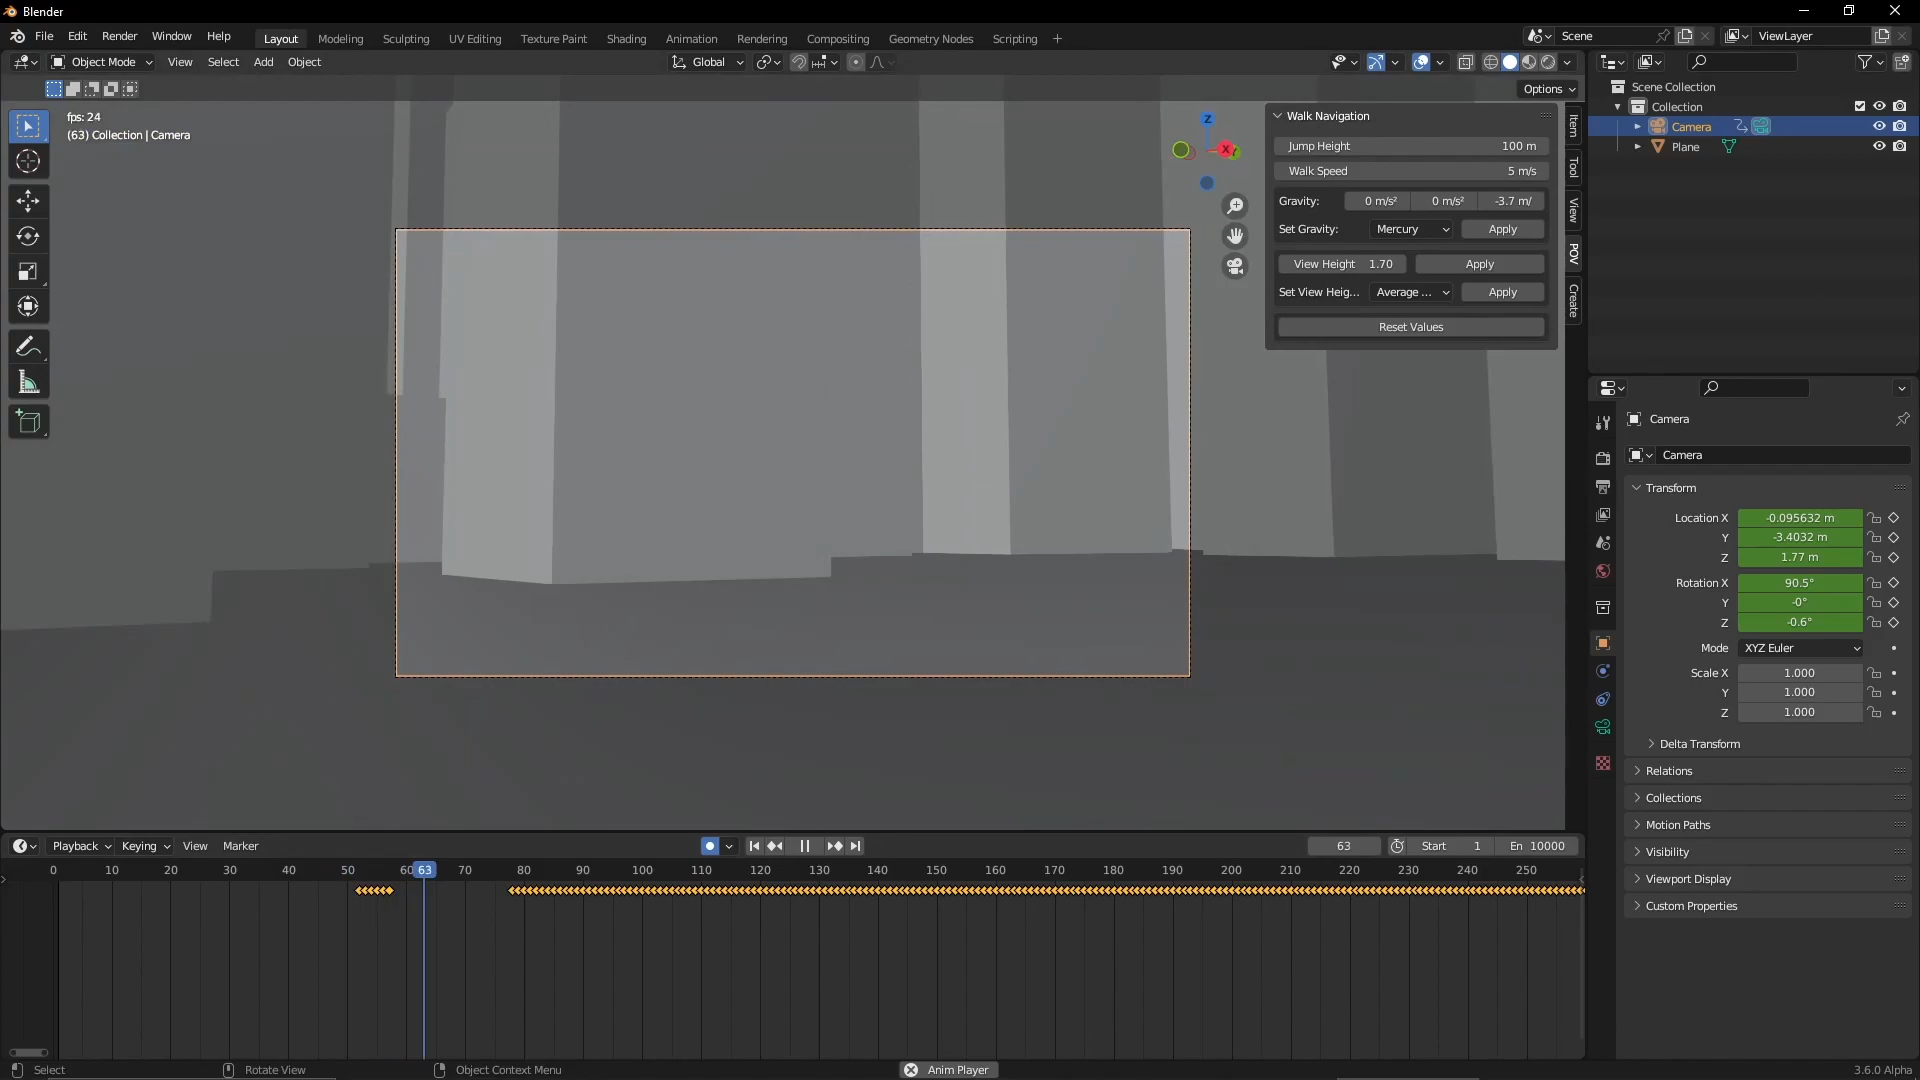 Blender
File Edit Render Window Help Layout Modeling Sculpting UV Editing Texture Paint Shading Animation Rendering Compositing Geometry Nodes Scripting + Scene ViewLayer
Object Mode View Select Add Object Global
Options
fps: 24
(63) Collection | Camera
Z
X
Y
Walk Navigation
Jump Height 100 m
Walk Speed 5 m/s
Gravity: 0 m/s² 0 m/s² -3.7 m/
Set Gravity: Mercury Apply
View Height 1.70 Apply
Set View Heig... Average ... Apply
Reset Values
Item
Tool
View
POV
Create
Scene Collection
Collection
Camera
Plane
Camera
Camera
Transform
Location X -0.095632 m
Y -3.4032 m
Z 1.77 m
Rotation X 90.5°
Y -0°
Z -0.6°
Mode XYZ Euler
Scale X 1.000
Y 1.000
Z 1.000
Delta Transform
Relations
Collections
Motion Paths
Visibility
Viewport Display
Custom Properties
Playback Keying View Marker 63 Start 1 En 10000
0 10 20 30 40 50 60 63 70 80 90 100 110 120 130 140 150 160 170 180 190 200 210 220 230 240 250
Select Rotate View Object Context Menu Anim Player 3.6.0 Alpha